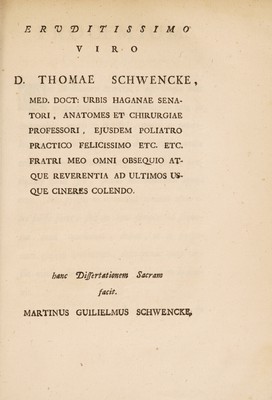 ERVDITISSIMO
VIRO
D. THOMAE SCHWENCKE,
MED. DOCT: URBIS HAGANAE SENA-
TORI, ANATOMES ET CHIRURGIAE
PROFESSORI, EJUSDEM POLIATRO
PRACTICO FELICISSIMO ETC. ETC.
FRATRI MEO OMNI OBSEQUIO AT-
QUE REVERENTIA AD ULTIMOS US-
QUE CINERES COLENDO.
hanc Dissertationem Sacram
facit.
MARTINUS GUILIELMUS SCHWENCKE,